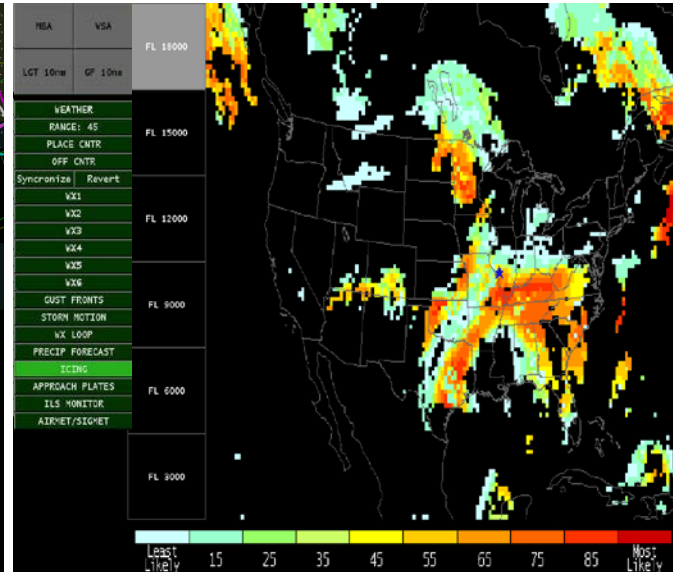 MBA WSA
LGT 10nm GF 10nm
WEATHER
RANGE: 45
PLACE CNTR
OFF CNTR
Syncronize Revert
WX1
WX2
WX3
WX4
WX5
WX6
GUST FRONTS
STORM MOTION
WX LOOP
PRECIP FORECAST
ICING
APPROACH PLATES
ILS MONITOR
AIRMET/SIGMET
FL 18000
FL 15000
FL 12000
FL 9000
FL 6000
FL 3000
Least Likely 15 25 35 45 55 65 75 85 Most Likely